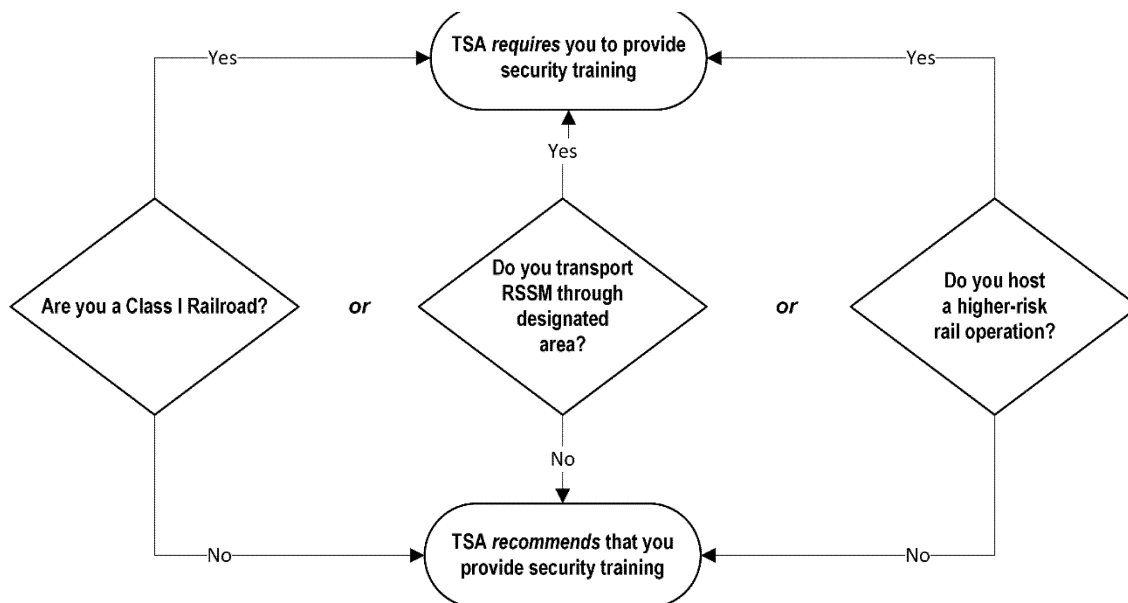 TSA requires you to provide
security training
Yes
Yes
Yes
Are you a Class I Railroad?
or
Do you transport
RSSM through
designated
area?
or
Do you host
a higher-risk
rail operation?
No
No
No
TSA recommends that you
provide security training